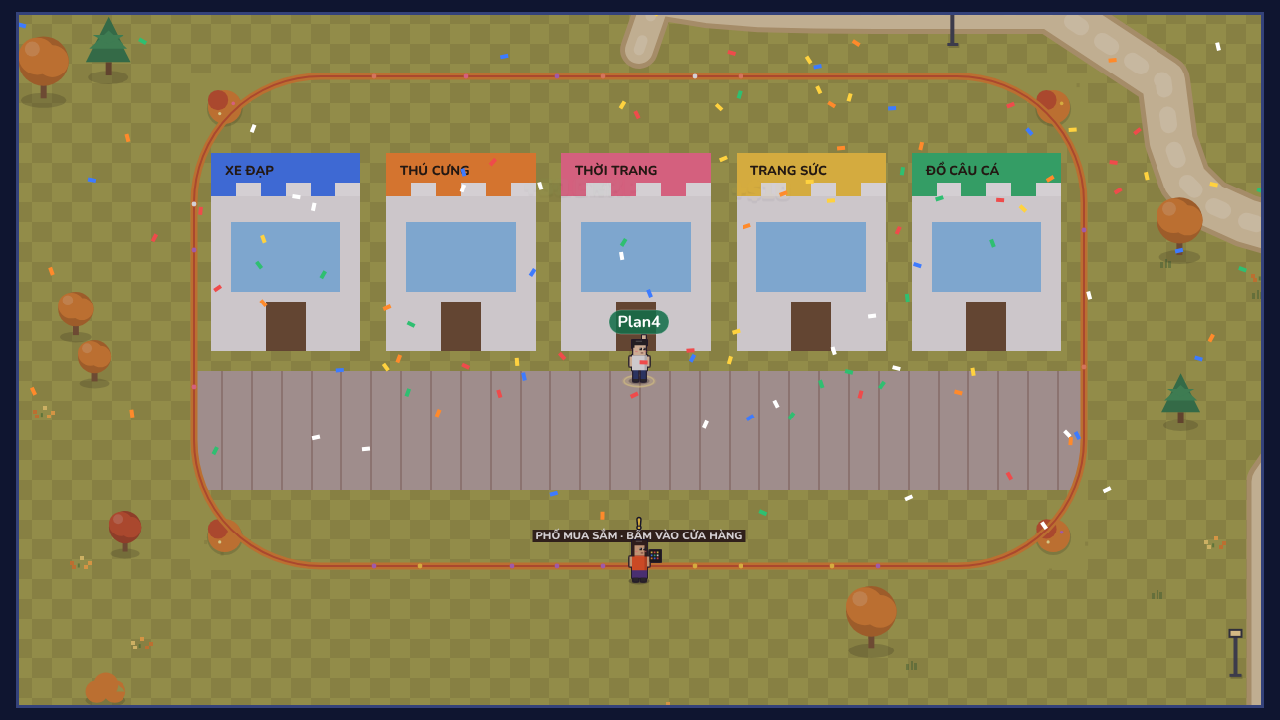 XE ĐẠP
THÚ CƯNG
THỜI TRANG
TRANG SỨC
ĐỒ CÂU CÁ
Plan4
!
PHỐ MUA SẮM · BẤM VÀO CỬA HÀNG